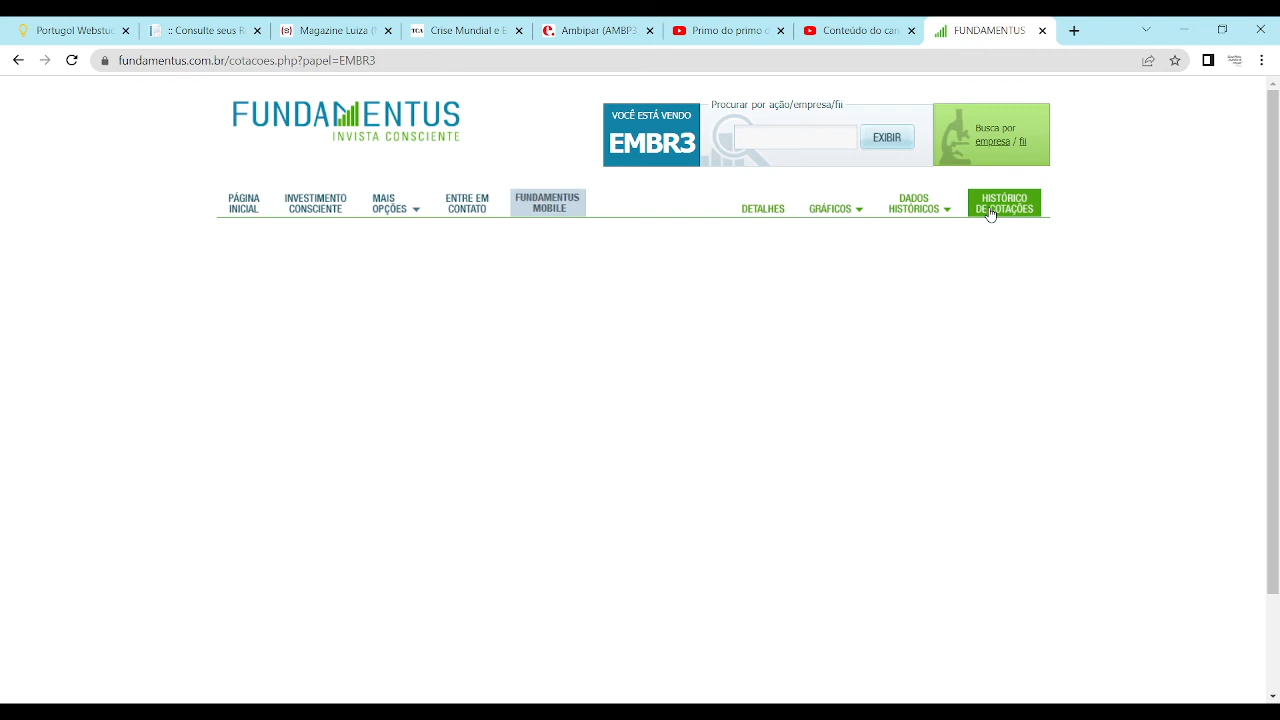 Portugol Webstu
:: Consulte seus R
Magazine Luiza (M
Crise Mundial e E
Ambipar (AMBP3
Primo do primo c
Conteúdo do can
FUNDAMENTUS
fundamentus.com.br/cotacoes.php?papel=EMBR3
FUNDAMENTUS
INVISTA CONSCIENTE
VOCÊ ESTÁ VENDO
EMBR3
Procurar por ação/empresa/fii
EXIBIR
Busca por
empresa / fii
PÁGINA
INICIAL
INVESTIMENTO
CONSCIENTE
MAIS
OPÇÕES
ENTRE EM
CONTATO
FUNDAMENTUS
MOBILE
DETALHES
GRÁFICOS
DADOS
HISTÓRICOS
HISTÓRICO
DE COTAÇÕES